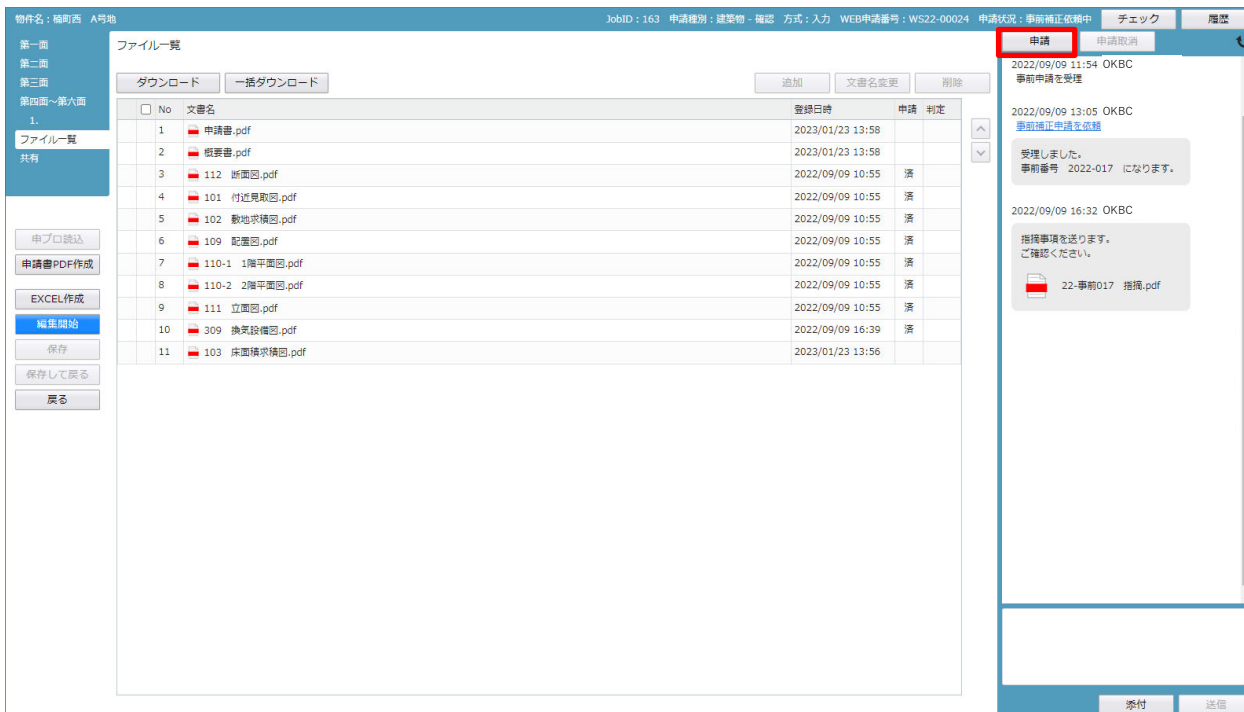 物件名：楠町西　A号地
JobID：163　申請種別：建築物 - 確認　方式：入力　WEB申請番号：WS22-00024　申請状況：事前補正依頼中
チェック
履歴
第一面
第二面
第三面
第四面～第六面
1.
ファイル一覧
共有
申プロ読込
申請書PDF作成
EXCEL作成
編集開始
保存
保存して戻る
戻る
ファイル一覧
ダウンロード
一括ダウンロード
追加
文書名変更
削除
No 文書名 登録日時 申請 判定
1 申請書.pdf 2023/01/23 13:58
2 概要書.pdf 2023/01/23 13:58
3 112　断面図.pdf 2022/09/09 10:55 済
4 101　付近見取図.pdf 2022/09/09 10:55 済
5 102　敷地求積図.pdf 2022/09/09 10:55 済
6 109　配置図.pdf 2022/09/09 10:55 済
7 110-1　1階平面図.pdf 2022/09/09 10:55 済
8 110-2　2階平面図.pdf 2022/09/09 10:55 済
9 111　立面図.pdf 2022/09/09 10:55 済
10 309　換気設備図.pdf 2022/09/09 16:39 済
11 103　床面積求積図.pdf 2023/01/23 13:56
申請
申請取消
2022/09/09 11:54 OKBC
事前申請を受理
2022/09/09 13:05 OKBC
事前補正申請を依頼
受理しました。
事前番号　2022-017　になります。
2022/09/09 16:32 OKBC
指摘事項を送ります。
ご確認ください。
22-事前017　指摘.pdf
添付
送信